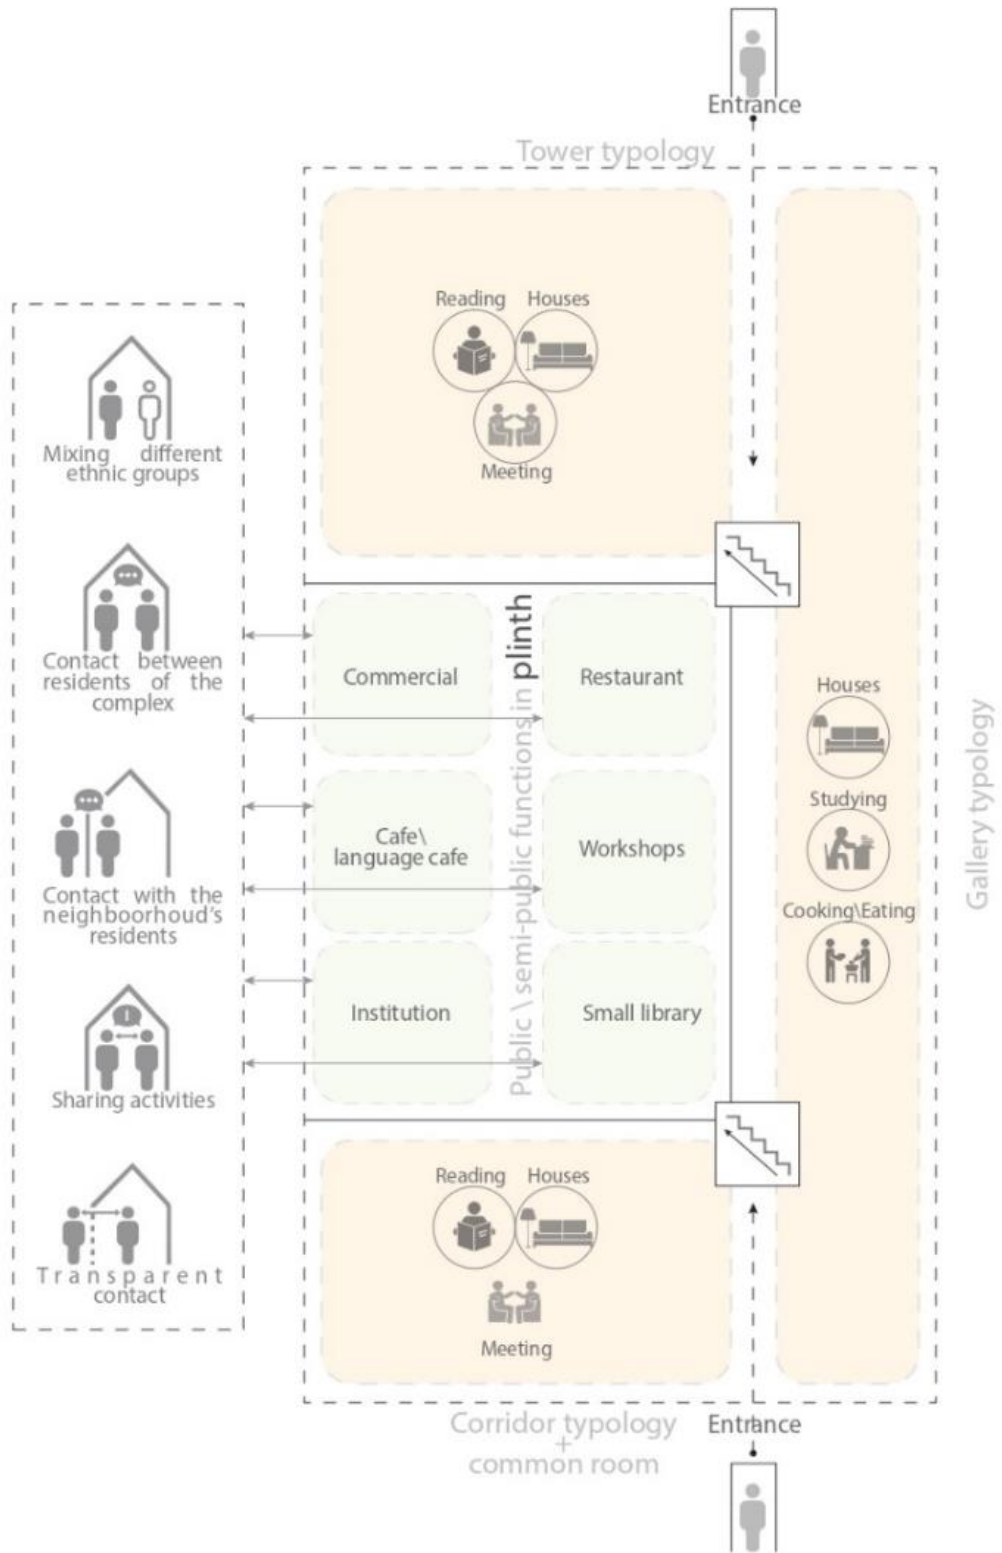 Entrance
Tower typology
Reading Houses
Meeting
Mixing different
ethnic groups
Contact between
residents of the
complex
Contact with the
neighboorhoud's
residents
Sharing activities
Transparent
contact
Commercial
Restaurant
Cafe\
language cafe
Workshops
Institution
Small library
Public \ semi-public functions in plinth
Houses
Studying
Cooking\Eating
Gallery typology
Reading Houses
Meeting
Corridor typology
+
common room
Entrance